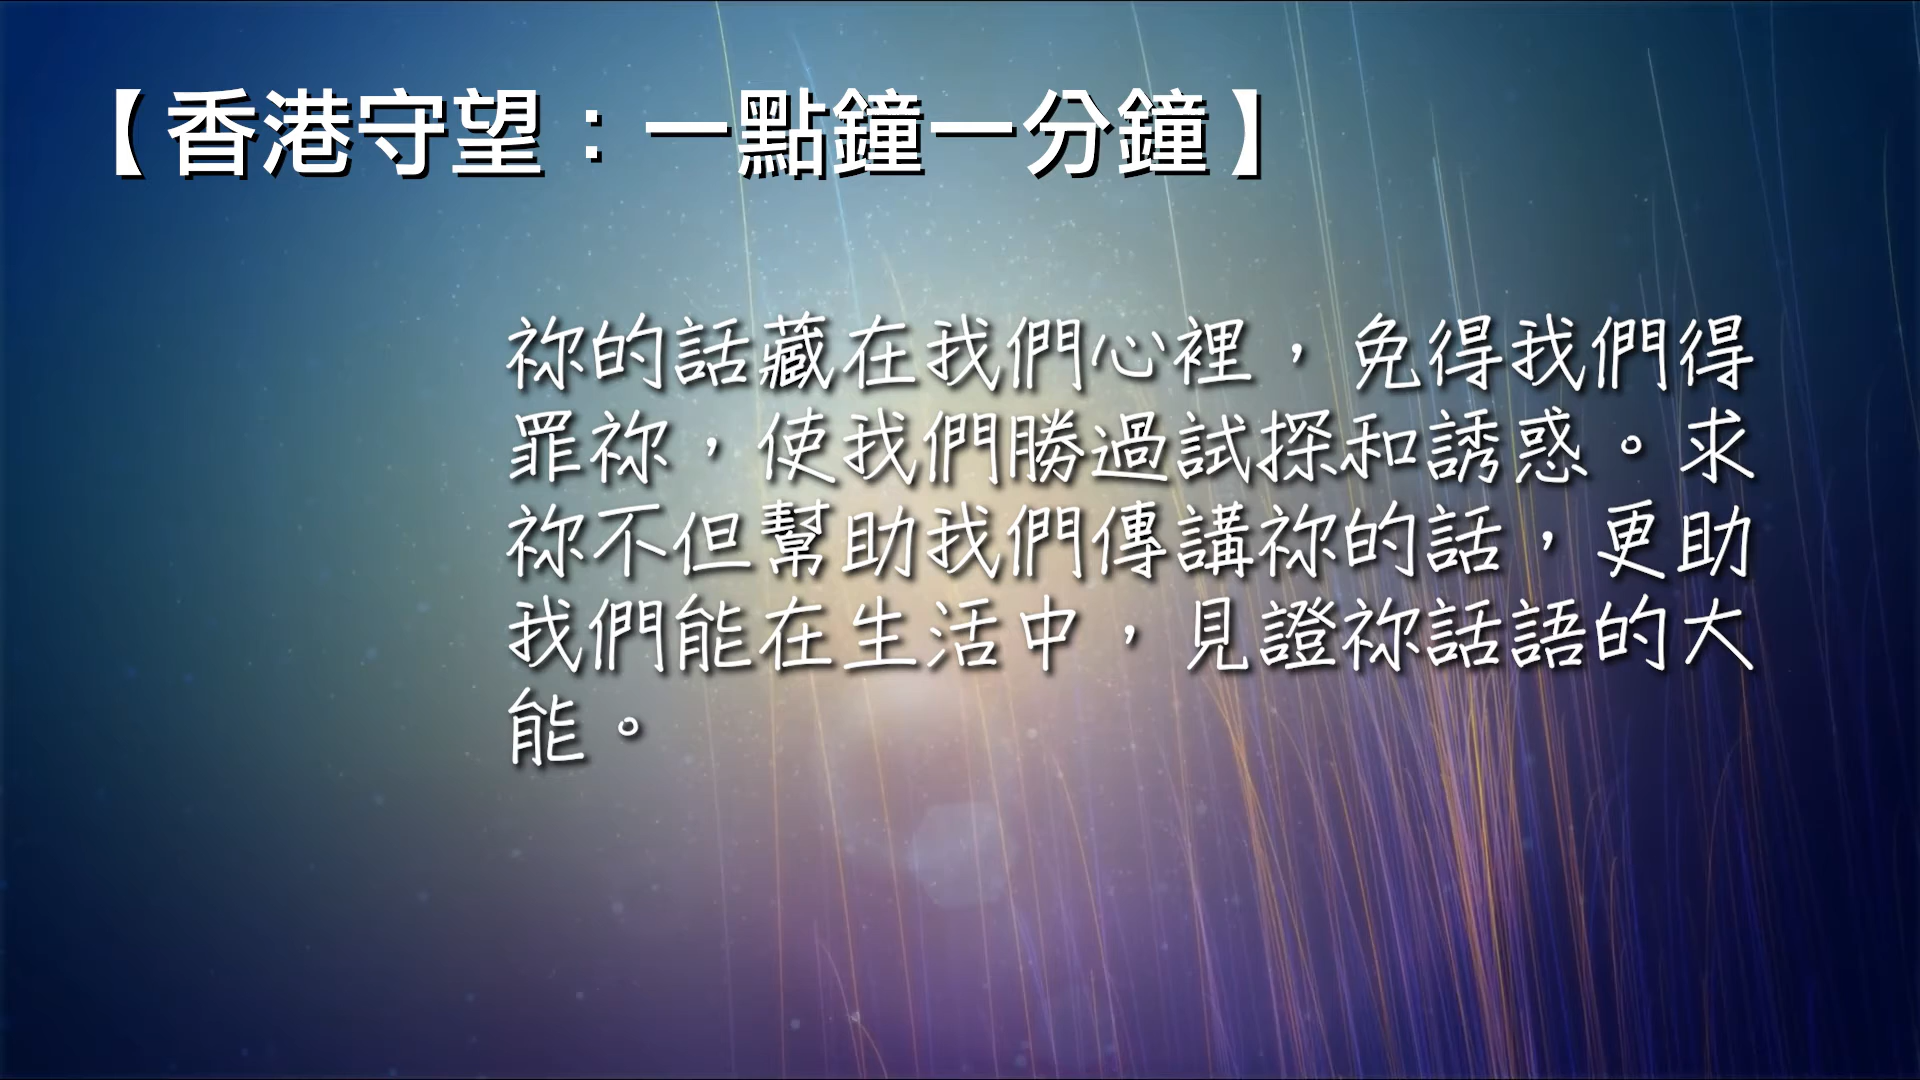 【香港守望：一點鐘一分鐘】
祢的話藏在我們心裡，免得我們得
罪祢，使我們勝過試探和誘惑。求
祢不但幫助我們傳講祢的話，更助
我們能在生活中，見證祢話語的大
能。